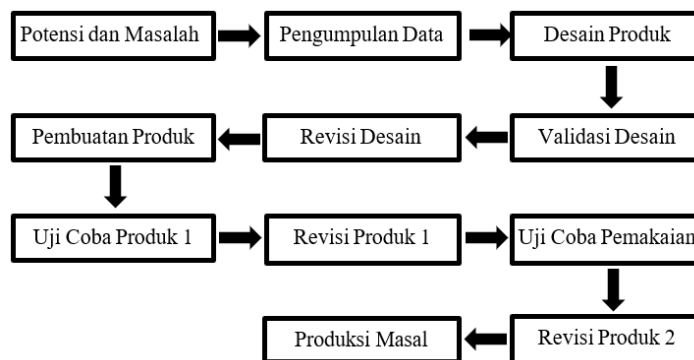 Potensi dan Masalah
Pengumpulan Data
Desain Produk
Validasi Desain
Revisi Desain
Pembuatan Produk
Uji Coba Produk 1
Revisi Produk 1
Uji Coba Pemakaian
Revisi Produk 2
Produksi Masal